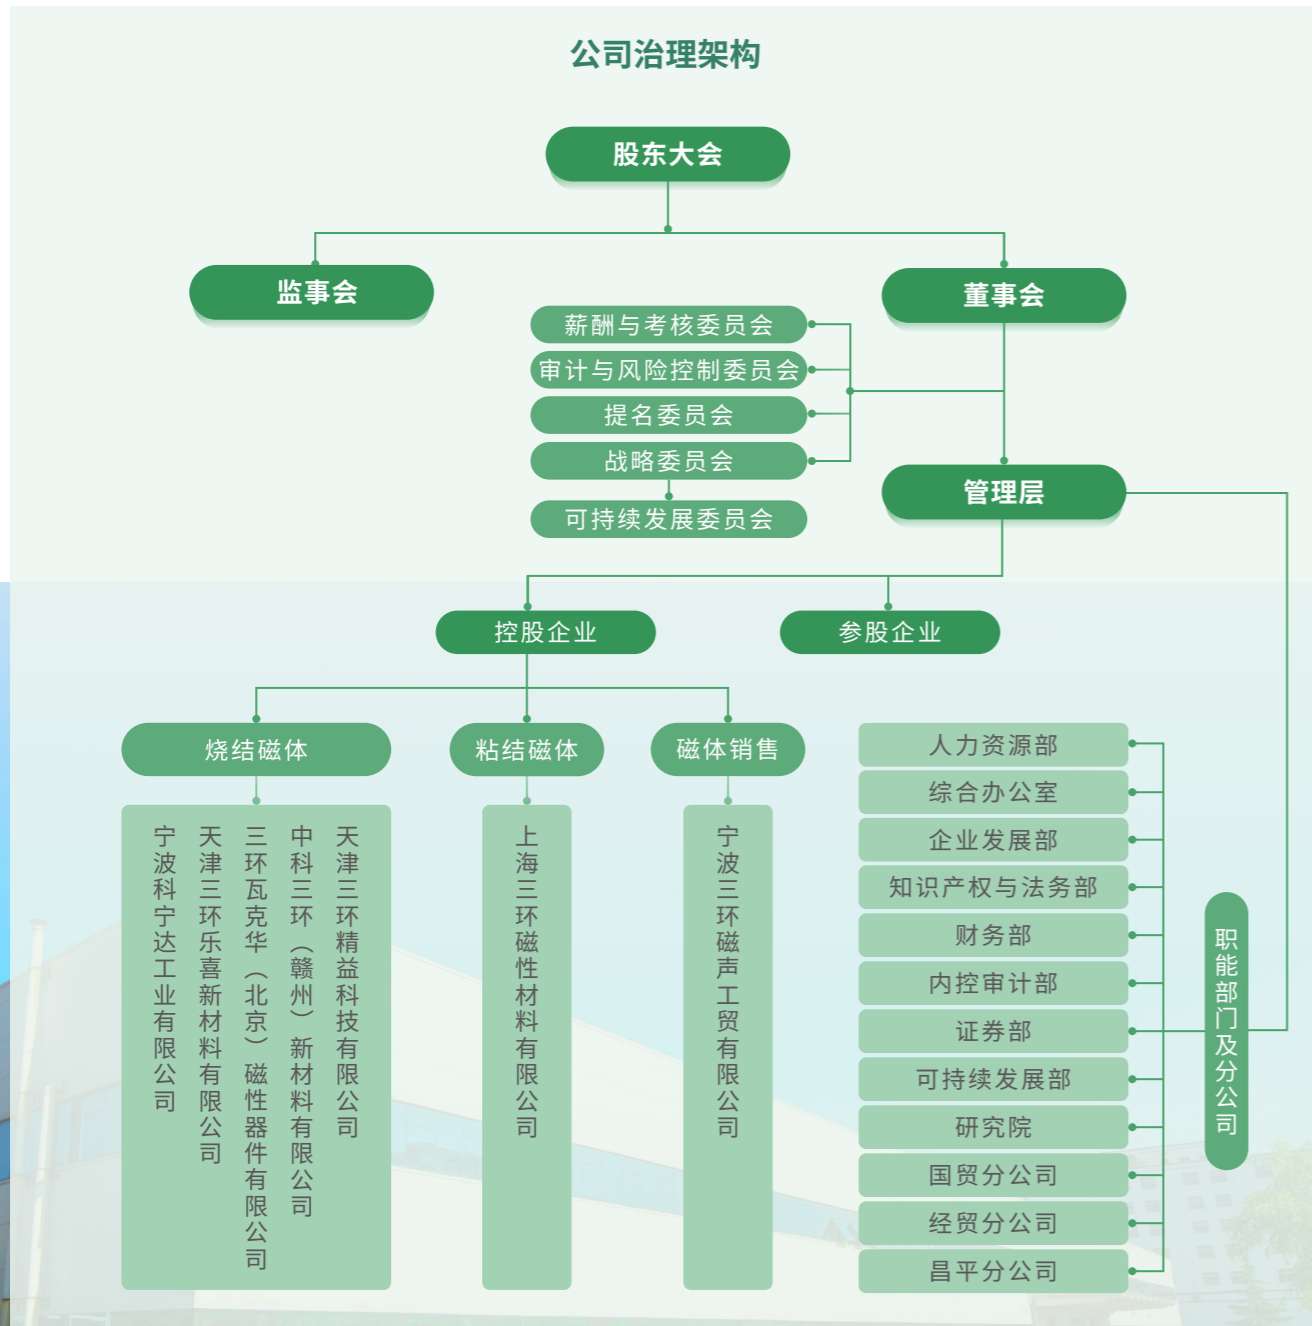 公司治理架构
股东大会
监事会
董事会
薪酬与考核委员会
审计与风险控制委员会
提名委员会
战略委员会
可持续发展委员会
管理层
控股企业
参股企业
烧结磁体
粘结磁体
磁体销售
宁波科宁达工业有限公司
天津三环乐喜新材料有限公司
三环瓦克华（北京）磁性器件有限公司
中科三环（赣州）新材料有限公司
天津三环精益科技有限公司
上海三环磁性材料有限公司
宁波三环磁声工贸有限公司
人力资源部
综合办公室
企业发展部
知识产权与法务部
财务部
内控审计部
证券部
可持续发展部
研究院
国贸分公司
经贸分公司
昌平分公司
职能部门及分公司